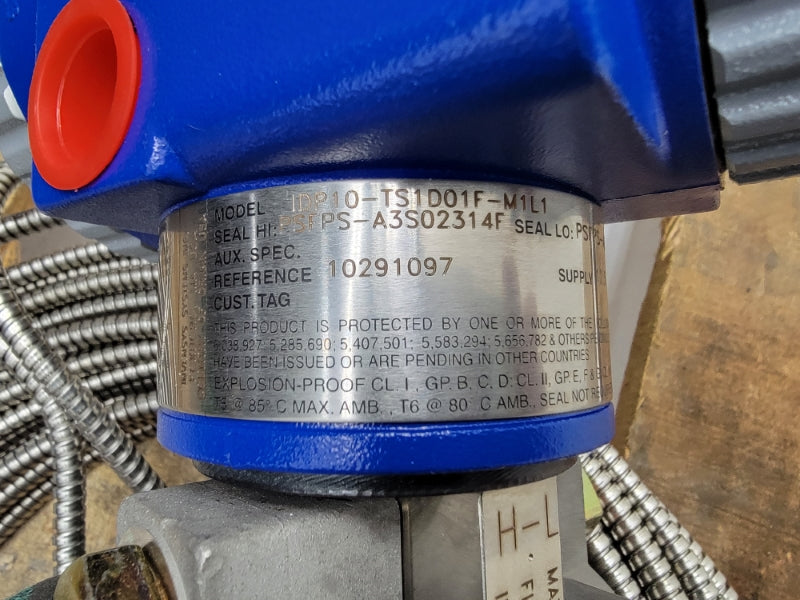 MODEL IDP10-TS1D01F-M1L1
SEAL HI: PSFPS-A3S02314F SEAL LO:
AUX. SPEC.
REFERENCE 10291097 SUPPLY
CUST. TAG
THIS PRODUCT IS PROTECTED BY ONE OR MORE OF THE
5,285,690; 5,407,501; 5,583,294; 5,656,782 & OTHERS
HAVE BEEN ISSUED OR ARE PENDING IN OTHER COUNTRIES
EXPLOSION-PROOF CL. I, GP. B, C, D: CL. II, GP. E, F &
@ 85° C MAX. AMB., T6 @ 80° C AMB., SEAL NOT
H-L